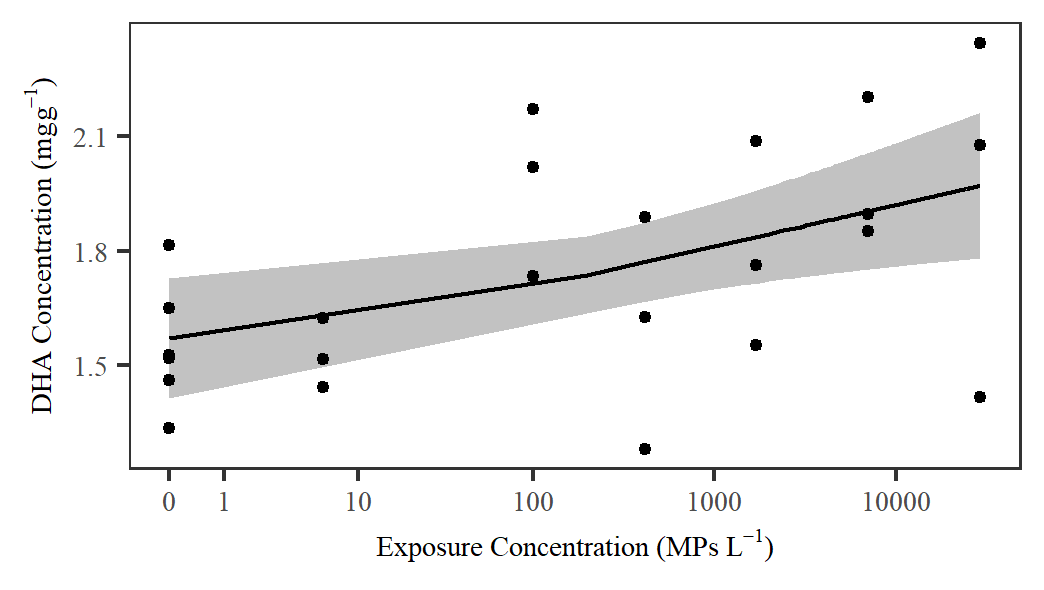 DHA Concentration (mgg⁻¹)
2.1
1.8
1.5
0 1 10 100 1000 10000
Exposure Concentration (MPs L⁻¹)